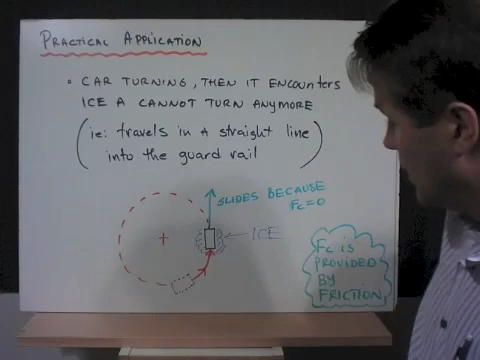 PRACTICAL APPLICATION
• CAR TURNING, THEN IT ENCOUNTERS
ICE A CANNOT TURN ANYMORE
(ie: travels in a straight line
into the guard rail)
SLIDES BECAUSE
Fc=0
ICE
Fc IS
PROVIDED
BY
FRICTION